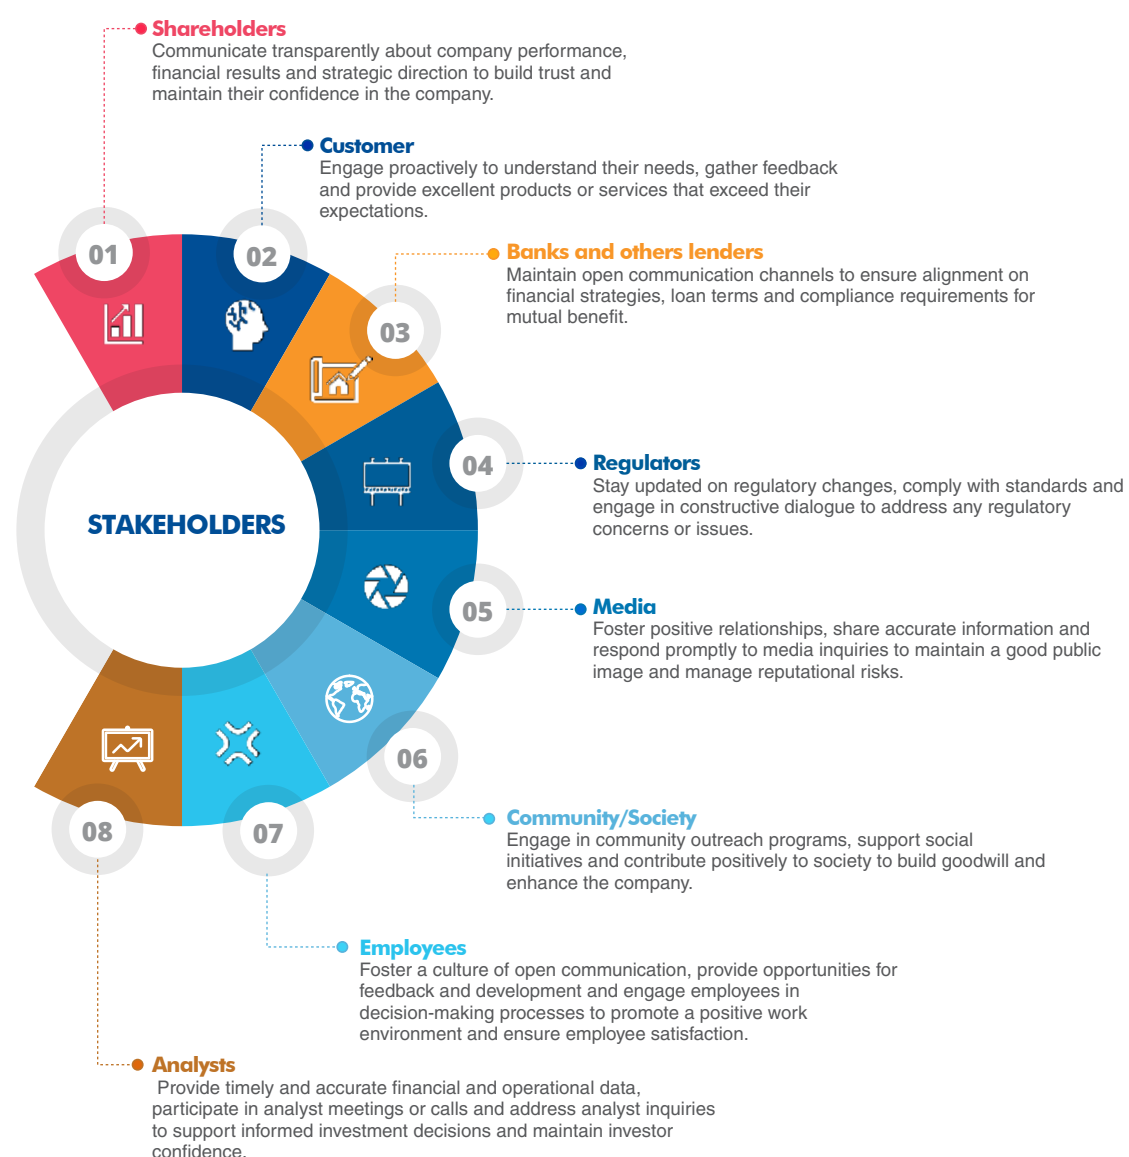 Shareholders
Communicate transparently about company performance,
financial results and strategic direction to build trust and
maintain their confidence in the company.
Customer
Engage proactively to understand their needs, gather feedback
and provide excellent products or services that exceed their
expectations.
01
02
Banks and others lenders
Maintain open communication channels to ensure alignment on
financial strategies, loan terms and compliance requirements for
mutual benefit.
03
04
Regulators
Stay updated on regulatory changes, comply with standards and
engage in constructive dialogue to address any regulatory
concerns or issues.
STAKEHOLDERS
05
Media
Foster positive relationships, share accurate information and
respond promptly to media inquiries to maintain a good public
image and manage reputational risks.
06
Community/Society
Engage in community outreach programs, support social
initiatives and contribute positively to society to build goodwill and
enhance the company.
07
08
Employees
Foster a culture of open communication, provide opportunities for
feedback and development and engage employees in
decision-making processes to promote a positive work
environment and ensure employee satisfaction.
Analysts
Provide timely and accurate financial and operational data,
participate in analyst meetings or calls and address analyst inquiries
to support informed investment decisions and maintain investor
confidence.